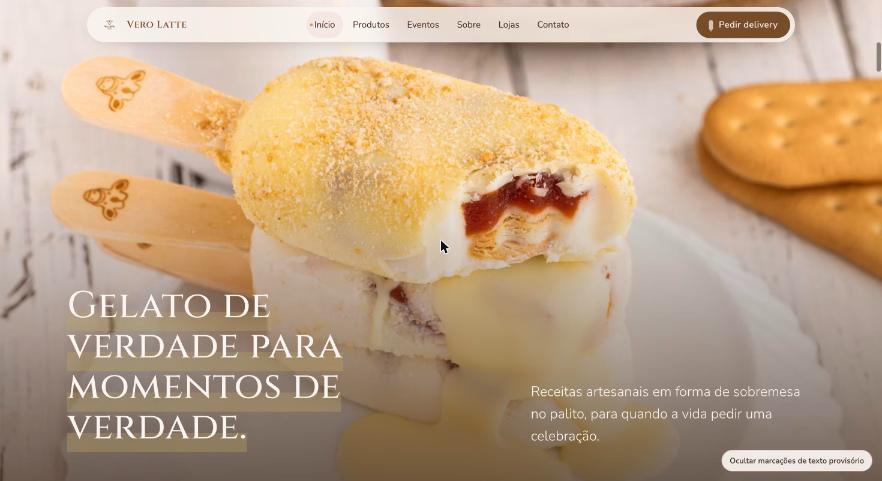 Vero Latte
Início
Produtos
Eventos
Sobre
Lojas
Contato
Pedir delivery
Gelato de
verdade para
momentos de
verdade.
Receitas artesanais em forma de sobremesa
no palito, para quando a vida pedir uma
celebração.
Ocultar marcações de texto provisório